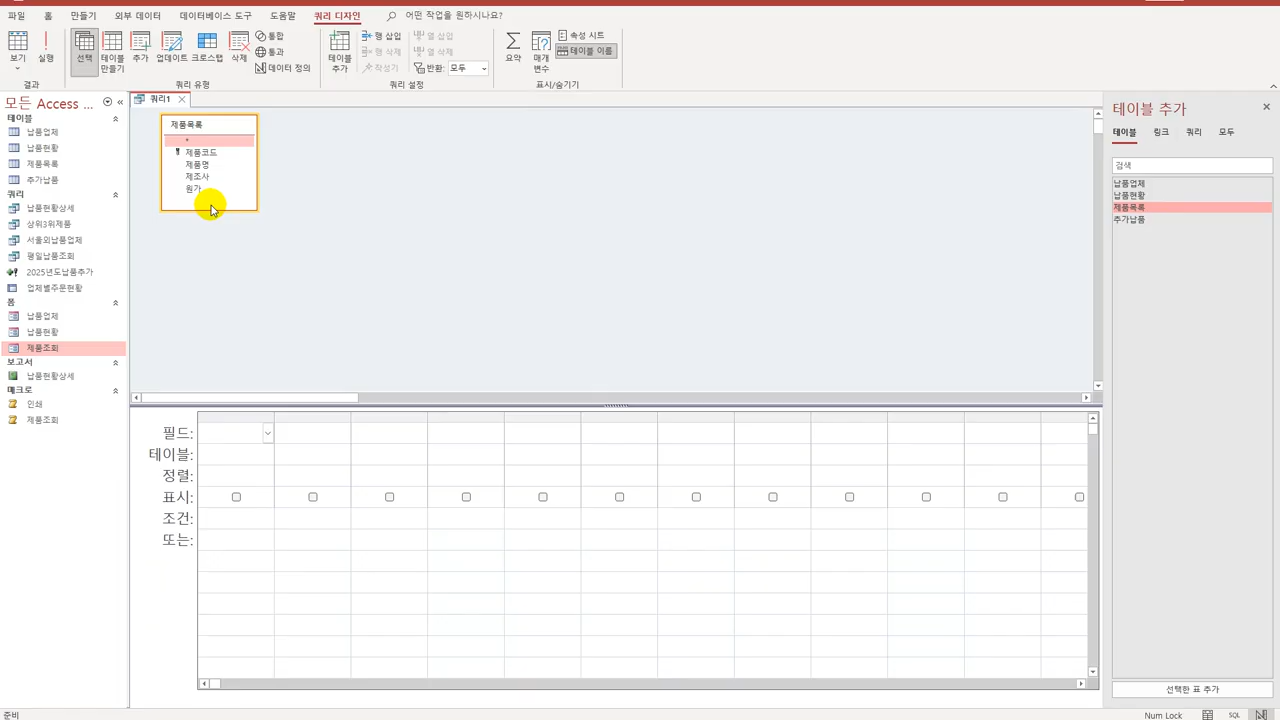 파일 홈 만들기 외부 데이터 데이터베이스 도구 도움말 쿼리 디자인 어떤 작업을 원하시나요?
보기 실행 선택 테이블 만들기 추가 업데이트 크로스탭 삭제 통합 통과 데이터 정의 테이블 추가 행 삽입 행 삭제 작성기 열 삽입 열 삭제 반환: 모두 요약 매개 변수 속성 시트 테이블 이름
결과 쿼리 유형 쿼리 설정 표시/숨기기
모든 Access ...
테이블
납품업체
납품현황
제품목록
추가납품
쿼리
납품현황상세
상위3위제품
서울외납품업체
평일납품조회
2025년도납품추가
업체별주문현황
폼
납품업체
납품현황
제품조회
보고서
납품현황상세
매크로
인쇄
제품조회
쿼리1
제품목록
*
제품코드
제품명
제조사
원가
필드:
테이블:
정렬:
표시:
조건:
또는:
테이블 추가
테이블 링크 쿼리 모두
검색
납품업체
납품현황
제품목록
추가납품
선택한 표 추가
준비
Num Lock
SQL